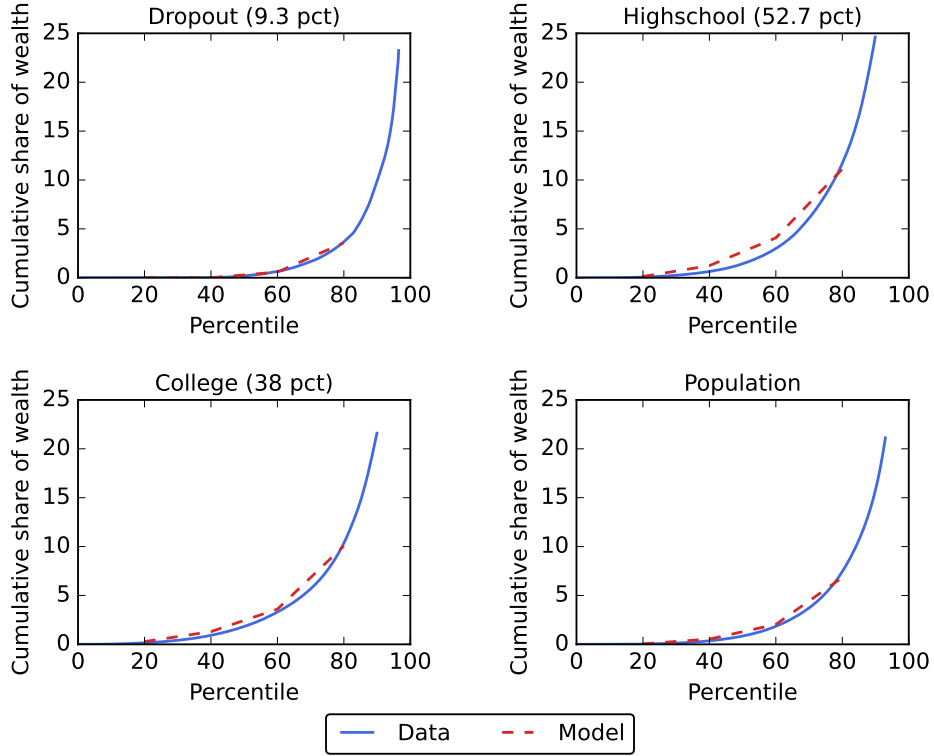 Dropout (9.3 pct)
Cumulative share of wealth
25
20
15
10
5
0
0 20 40 60 80 100
Percentile
Highschool (52.7 pct)
Cumulative share of wealth
25
20
15
10
5
0
0 20 40 60 80 100
Percentile
College (38 pct)
Cumulative share of wealth
25
20
15
10
5
0
0 20 40 60 80 100
Percentile
Population
Cumulative share of wealth
25
20
15
10
5
0
0 20 40 60 80 100
Percentile
Data Model